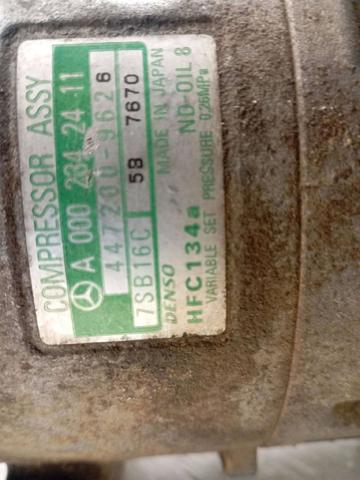 COMPRESSOR ASSY
A 000 234 24 11
447200-9626
7SB16C 5B 7670
DENSO MADE IN JAPAN
HFC134a ND-OIL 8
VARIABLE SET PRESSURE 0.26MPa